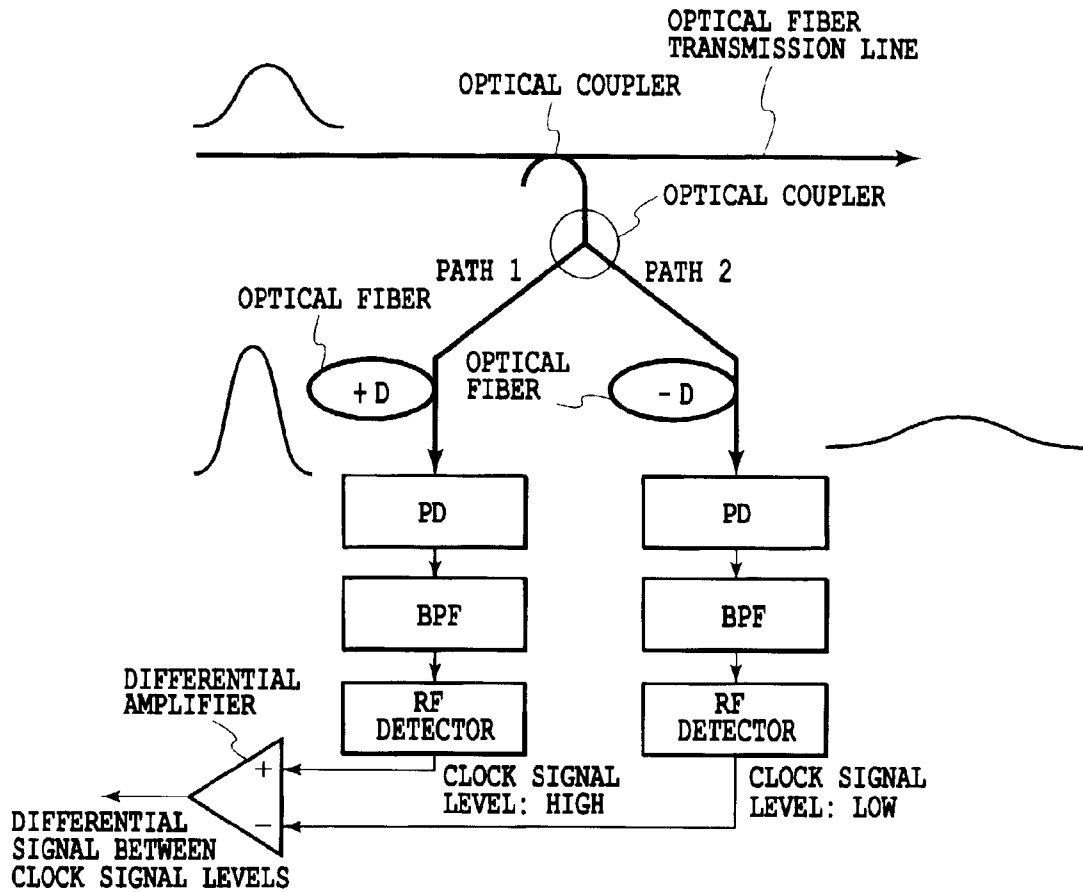 OPTICAL FIBER
TRANSMISSION LINE
OPTICAL COUPLER
OPTICAL COUPLER
PATH 1
PATH 2
OPTICAL FIBER
OPTICAL
FIBER
+D
-D
PD
PD
BPF
BPF
RF
DETECTOR
RF
DETECTOR
DIFFERENTIAL
AMPLIFIER
+
−
CLOCK SIGNAL
LEVEL: HIGH
CLOCK SIGNAL
LEVEL: LOW
DIFFERENTIAL
SIGNAL BETWEEN
CLOCK SIGNAL LEVELS